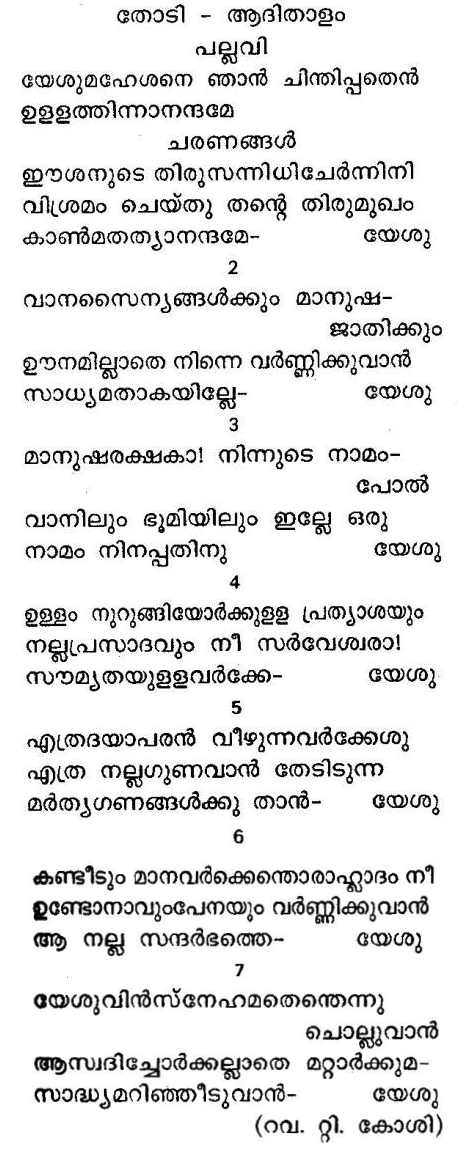 തോടി – ആദിതാളം
പല്ലവി
യേശുമഹേശനെ ഞാൻ ചിന്തിപ്പതെൻ
ഉള്ളത്തിന്നാനന്ദമേ
ചരണങ്ങൾ
ഈശനുടെ തിരുസന്നിധിചേർന്നിനി
വിശ്രമം ചെയ്തു തന്റെ തിരുമുഖം
കാൺമതത്യാനന്ദമേ– യേശു
2
വാനസൈന്യങ്ങൾക്കും മാനുഷ–
ജാതിക്കും
ഊനമില്ലാതെ നിന്നെ വർണ്ണിക്കുവാൻ
സാധ്യമതാകയില്ലേ– യേശു
3
മാനുഷരക്ഷകാ! നിന്നുടെ നാമം–
പോൽ
വാനിലും ഭൂമിയിലും ഇല്ലേ ഒരു
നാമം നിനപ്പതിനു യേശു
4
ഉള്ളം നുറുങ്ങിയോർക്കുള്ള പ്രത്യാശയും
നല്ലപ്രസാദവും നീ സർവേശ്വരാ!
സൗമ്യതയുള്ളവർക്കേ– യേശു
5
എത്രദയാപരൻ വീഴുന്നവർക്കേശു
എത്ര നല്ലഗുണവാൻ തേടിടുന്ന
മർത്യഗണങ്ങൾക്കു താൻ– യേശു
6
കണ്ടീടും മാനവർക്കെന്തൊരാഹ്ലാദം നീ
ഉണ്ടോനാവുംപേനയും വർണ്ണിക്കുവാൻ
ആ നല്ല സന്ദർഭത്തെ– യേശു
7
യേശുവിൻസ്നേഹമതെന്തെന്നു
ചൊല്ലുവാൻ
ആസ്വദിച്ചോർക്കല്ലാതെ മറ്റാർക്കുമ–
സാദ്ധ്യമറിഞ്ഞീടുവാൻ– യേശു
(റവ. റ്റി. കോശി)